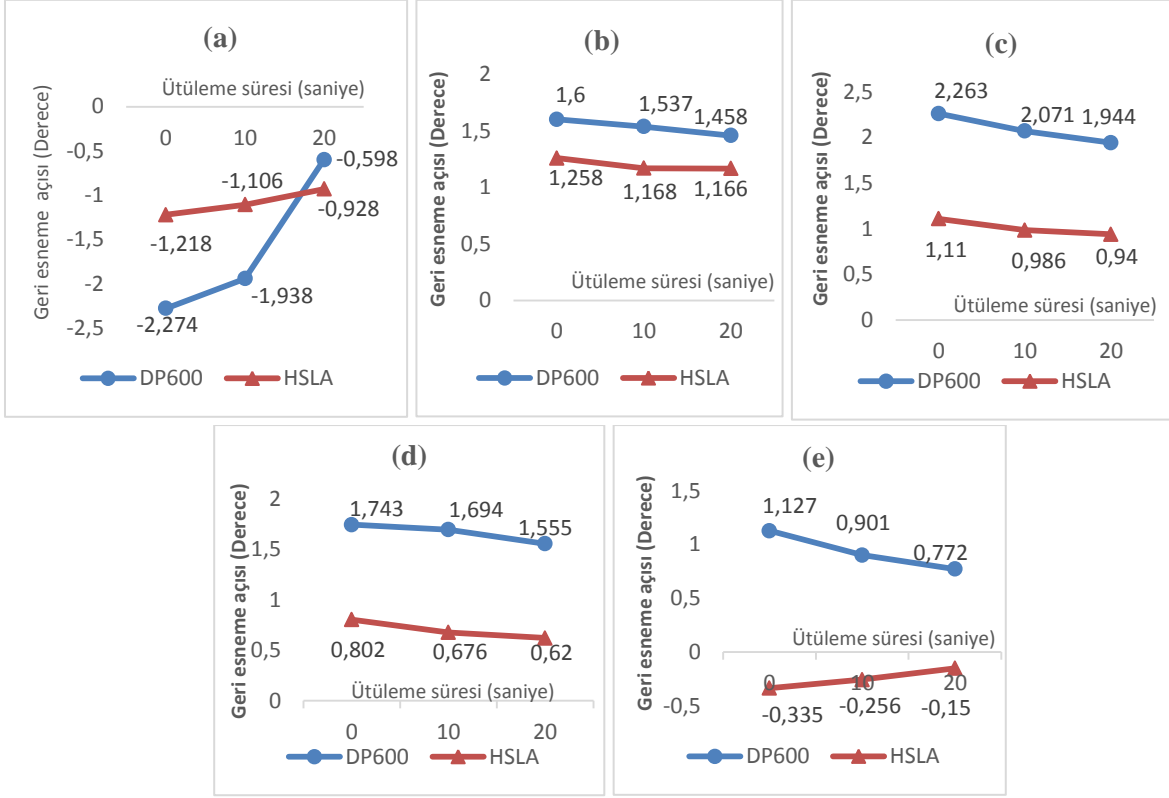 (a)
Ütüleme süresi (saniye)
Geri esneme açısı (Derece)
0
-0,5
-1
-1,5
-2
-2,5
0 10 20
-0,598
-1,106
-0,928
-1,218
-1,938
-2,274
DP600 HSLA
(b)
Geri esneme açısı (Derece)
2
1,5
1
0,5
0
1,6 1,537 1,458
1,258 1,168 1,166
Ütüleme süresi (saniye)
0 10 20
DP600 HSLA
(c)
Geri esneme açısı (Derece)
2,5
2
1,5
1
0,5
0
2,263 2,071 1,944
1,11 0,986 0,94
Ütüleme süresi (saniye)
0 10 20
DP600 HSLA
(d)
Geri esneme açısı (Derece)
2
1,5
1
0,5
0
1,743 1,694 1,555
0,802 0,676 0,62
Ütüleme süresi (saniye)
0 10 20
DP600 HSLA
(e)
Geri esneme açısı (Derece)
1,5
1
0,5
0
-0,5
1,127 0,901 0,772
Ütüleme süresi (saniye)
0 10 20
-0,335 -0,256 -0,15
DP600 HSLA